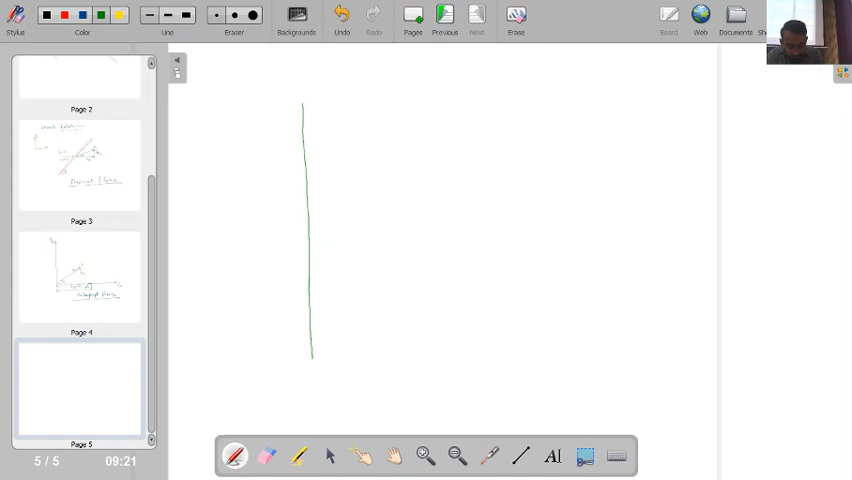 Stylus
Color
Line
Eraser
Backgrounds
Undo
Redo
Pages
Previous
Next
Erase
Board
Web
Documents
Page 2
Page 3
Page 4
Page 5
5 / 5
09:21